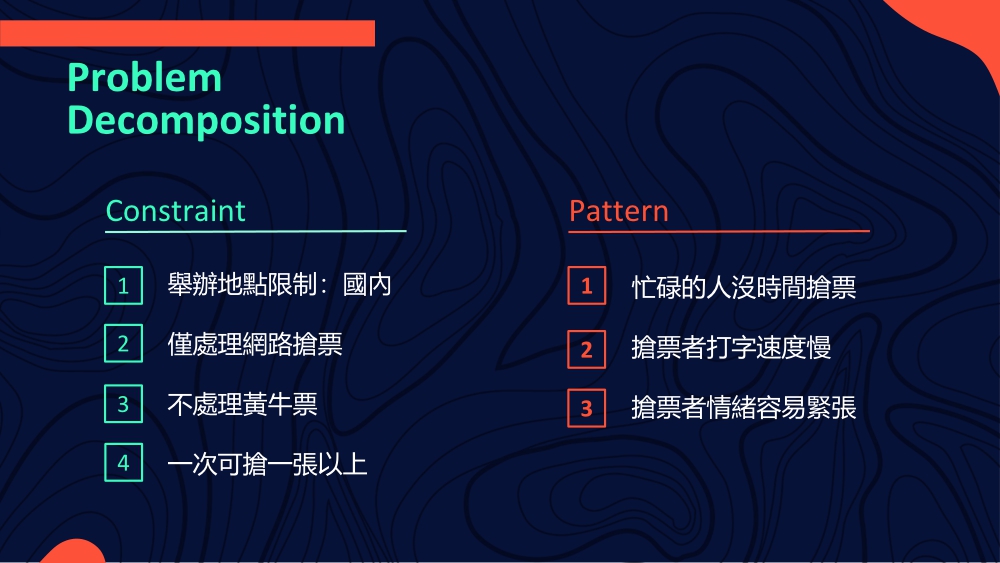 Problem
Decomposition
Constraint
1 舉辦地點限制：國內
2 僅處理網路搶票
3 不處理黃牛票
4 一次可搶一張以上
Pattern
1 忙碌的人沒時間搶票
2 搶票者打字速度慢
3 搶票者情緒容易緊張